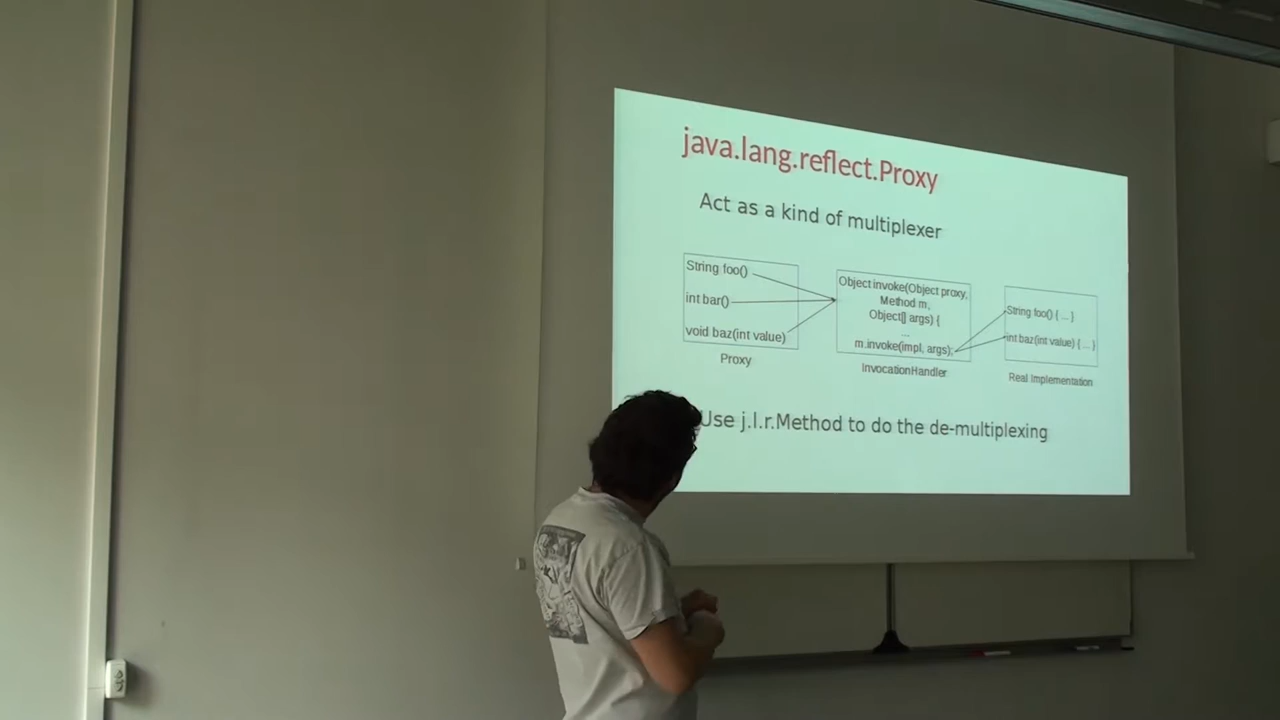 java.lang.reflect.Proxy
Act as a kind of multiplexer
String foo()
int bar()
void baz(int value)
Proxy
Object invoke(Object proxy,
Method m,
Object[] args) {
...
m.invoke(impl, args);
InvocationHandler
String foo() { ... }
int baz(int value) { ... }
Real Implementation
Use j.l.r.Method to do the de-multiplexing